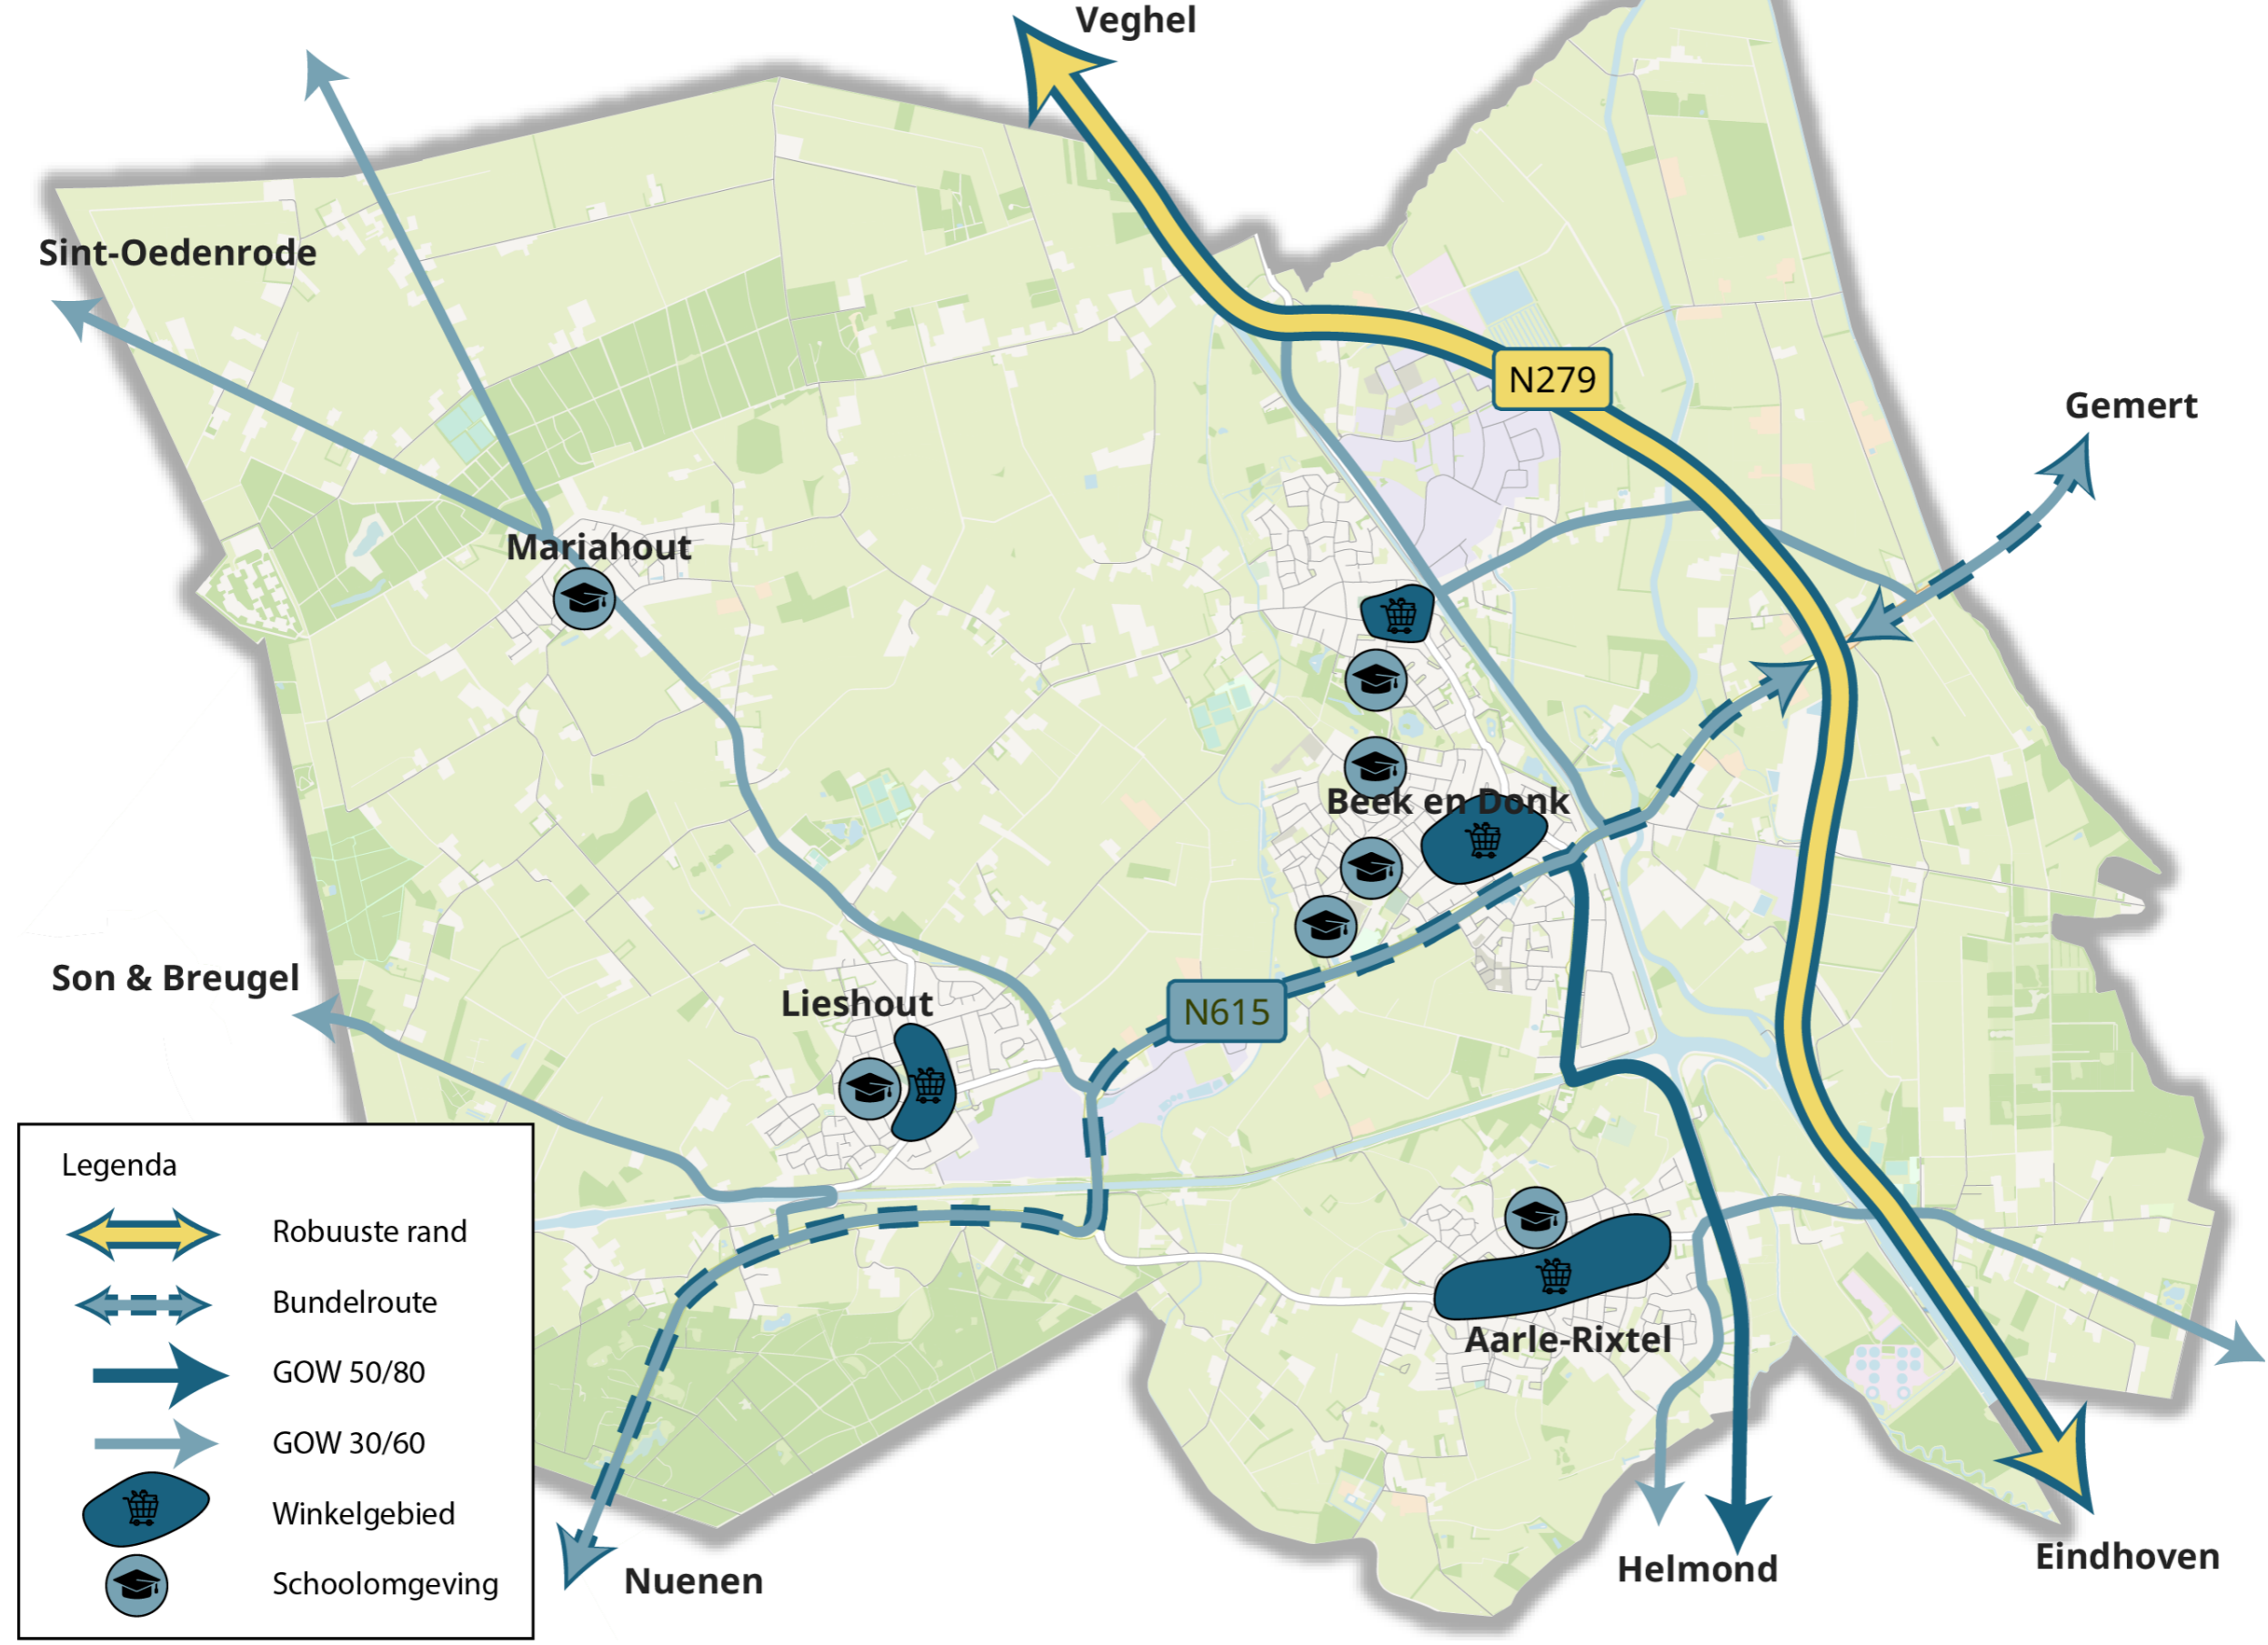 Veghel
Sint-Oedenrode
N279
Gemert
Mariahout
Beek en Donk
Son & Breugel
Lieshout
N615
Aarle-Rixtel
Nuenen
Helmond
Eindhoven
Legenda
Robuuste rand
Bundelroute
GOW 50/80
GOW 30/60
Winkelgebied
Schoolomgeving